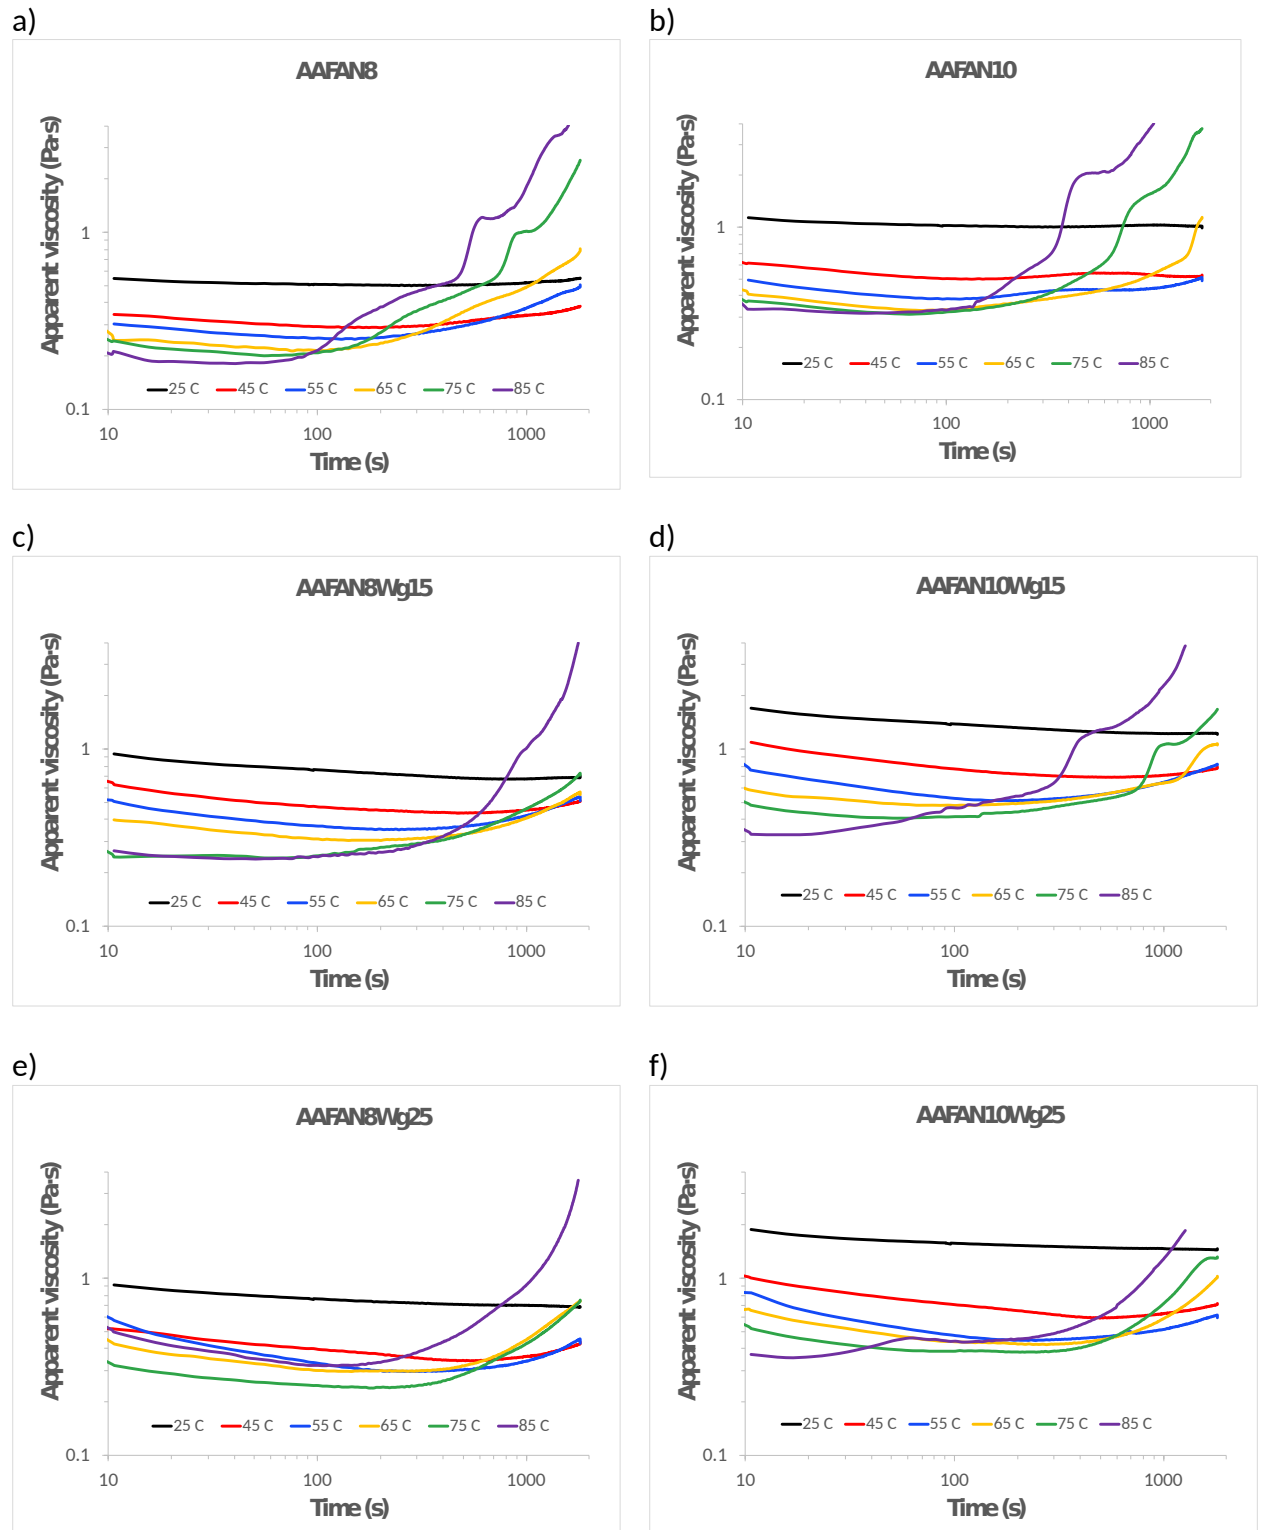 a)
AAFAN8
Apparent viscosity (Pa·s)
1
0.1
25 C 45 C 55 C 65 C 75 C 85 C
10 100 1000
Time (s)
b)
AAFAN10
Apparent viscosity (Pa·s)
1
0.1
25 C 45 C 55 C 65 C 75 C 85 C
10 100 1000
Time (s)
c)
AAFAN8Wg15
Apparent viscosity (Pa·s)
1
0.1
25 C 45 C 55 C 65 C 75 C 85 C
10 100 1000
Time (s)
d)
AAFAN10Wg15
Apparent viscosity (Pa·s)
1
0.1
25 C 45 C 55 C 65 C 75 C 85 C
10 100 1000
Time (s)
e)
AAFAN8Wg25
Apparent viscosity (Pa·s)
1
0.1
25 C 45 C 55 C 65 C 75 C 85 C
10 100 1000
Time (s)
f)
AAFAN10Wg25
Apparent viscosity (Pa·s)
1
0.1
25 C 45 C 55 C 65 C 75 C 85 C
10 100 1000
Time (s)